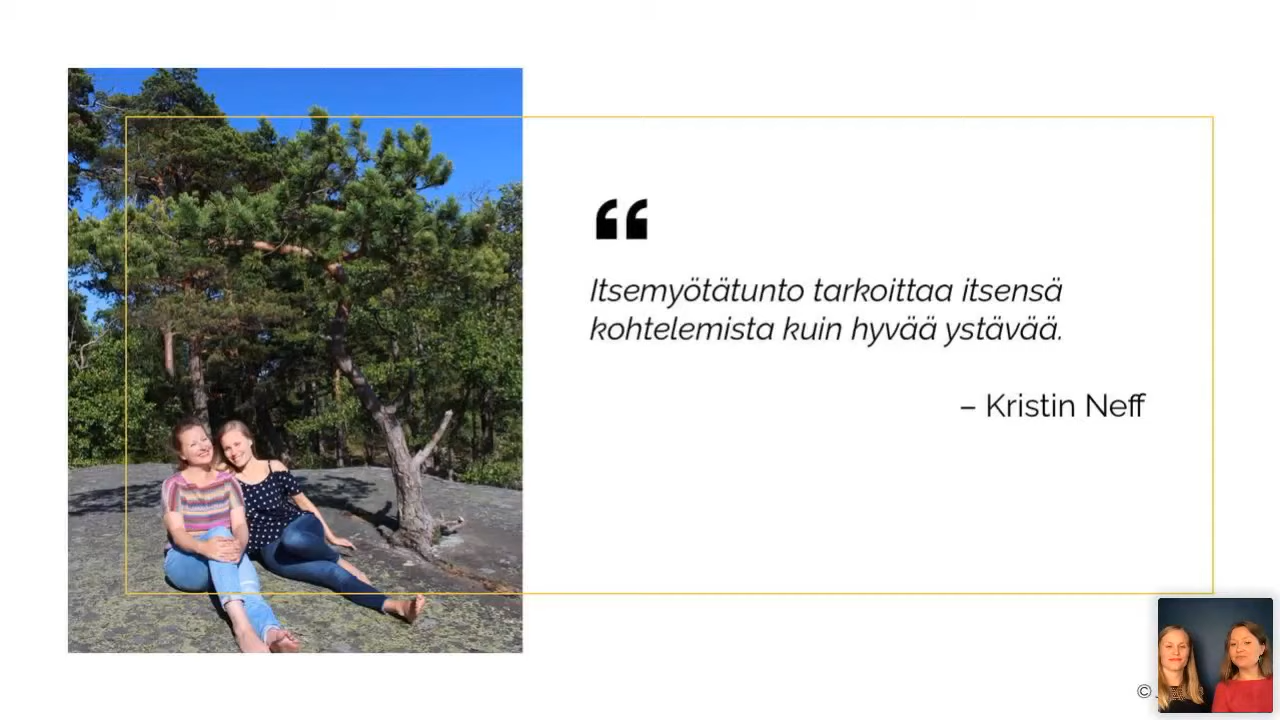 “
Itsemyötätunto tarkoittaa itsensä
kohtelemista kuin hyvää ystävää.
– Kristin Neff
©